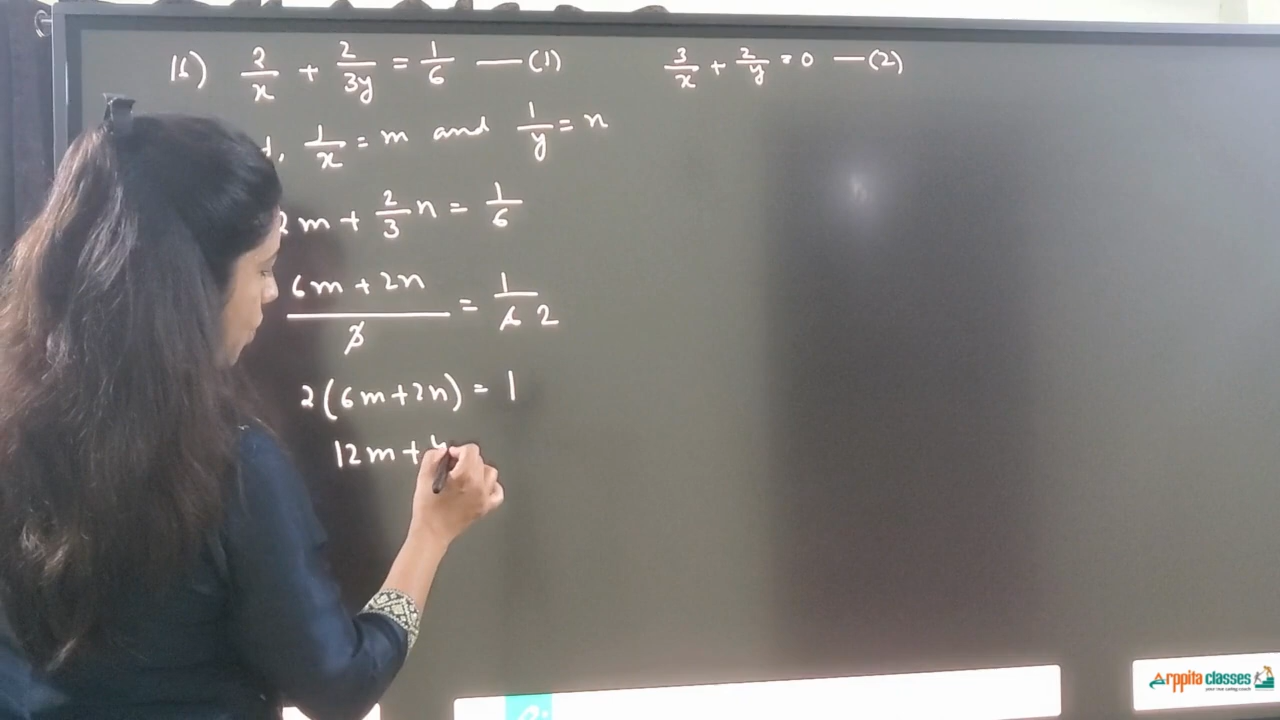 16) 2/x + 2/3y = 1/6 —(1) 3/x + 2/y = 0 —(2)
1/x = m and 1/y = n
2m + 2/3 n = 1/6
6m + 2n / 3 = 1 / 6 2
2(6m+2n) = 1
12m + 4
Arppita classes